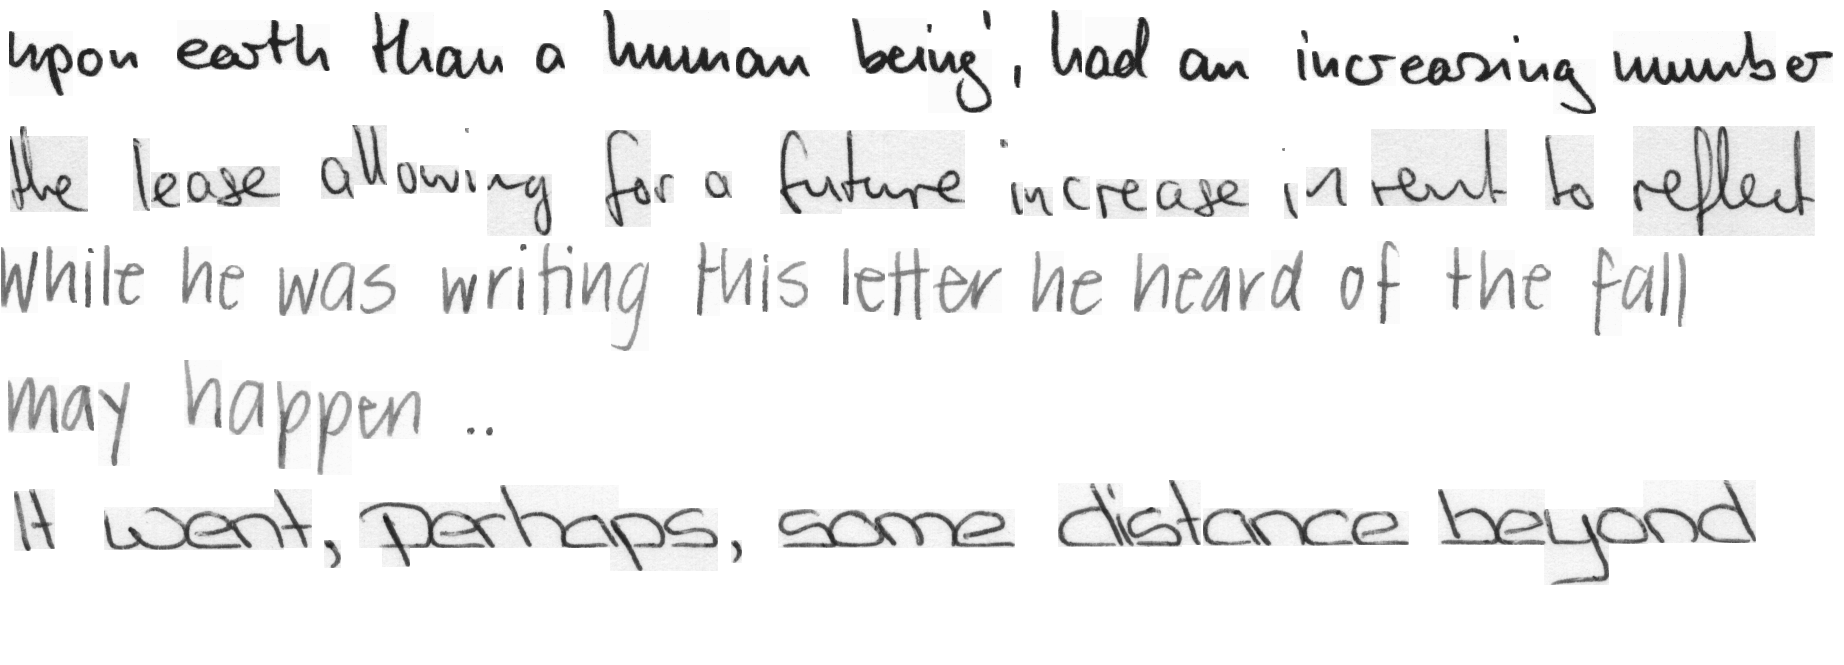 upon earth than a human being', had an increasing number
the lease allowing for a future increase in rent to reflect
while he was writing this letter he heard of the fall
may happen ..
It went, perhaps, some distance beyond